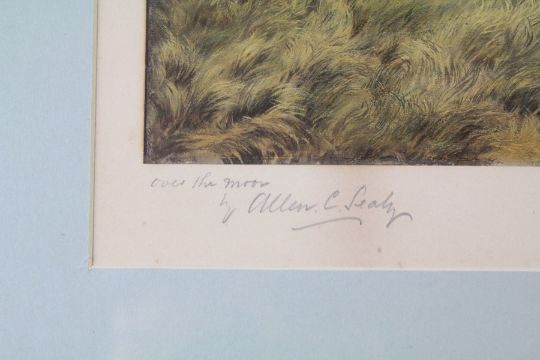 over the moor
by Allen. C. Sealy